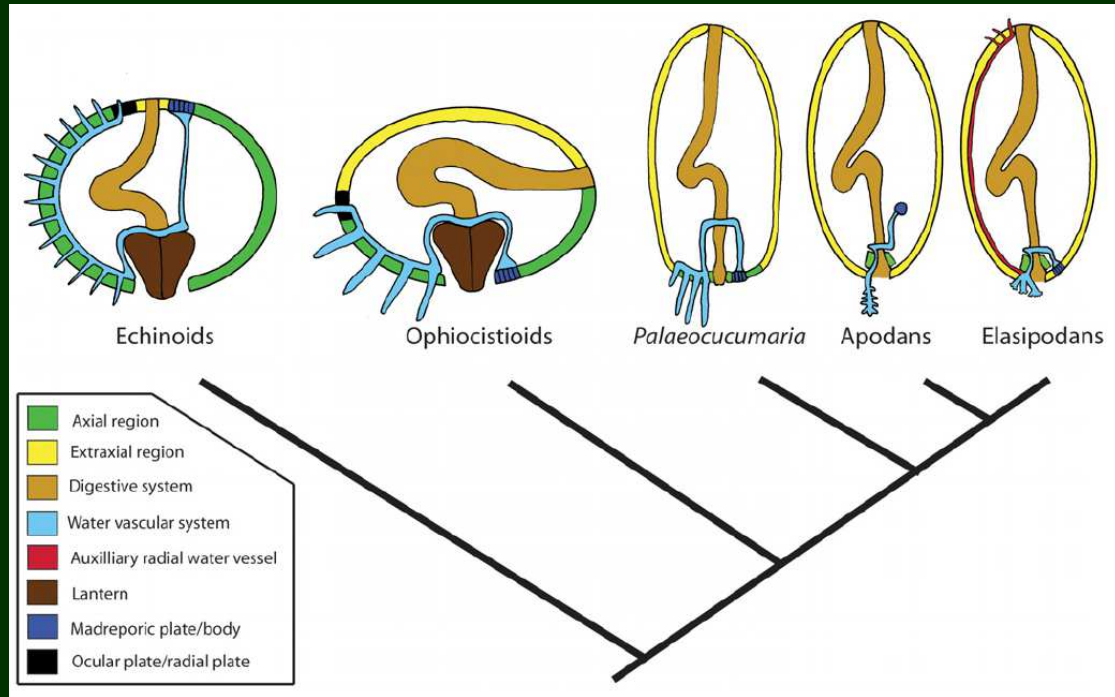 Echinoids
Ophiocistioids
Palaeocucumaria
Apodans
Elasipodans
Axial region
Extraxial region
Digestive system
Water vascular system
Auxilliary radial water vessel
Lantern
Madreporic plate/body
Ocular plate/radial plate